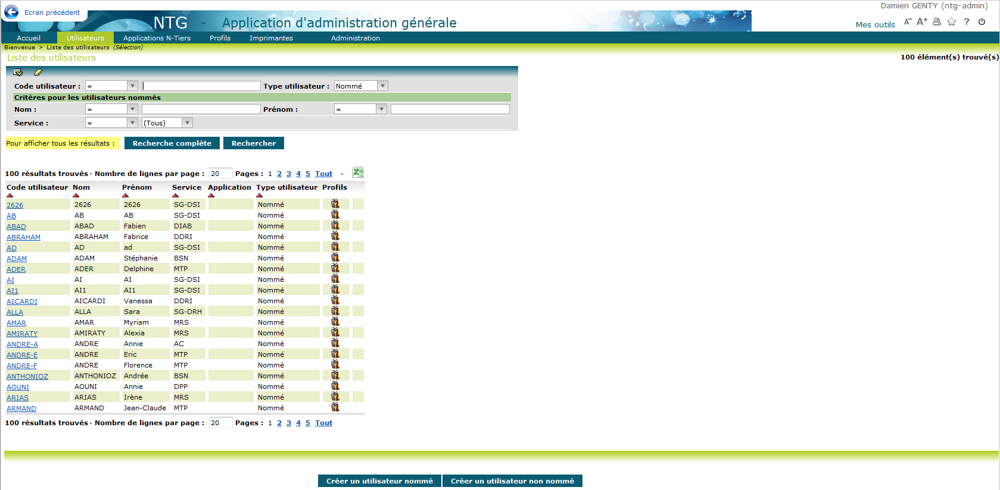 Ecran précédent
Damien GENTY (ntg-admin)
NTG - Application d'administration générale
Mes outils A- A+ ?
Accueil Utilisateurs Applications N-Tiers Profils Imprimantes Administration
Bienvenue > Liste des utilisateurs (Sélection)
Liste des utilisateurs
100 élément(s) trouvé(s)
Code utilisateur : = Type utilisateur : Nommé
Critères pour les utilisateurs nommés
Nom : = Prénom : =
Service : = (Tous)
Pour afficher tous les résultats : Recherche complète Rechercher
100 résultats trouvés - Nombre de lignes par page : 20 Pages : 1 2 3 4 5 Tout -
Code utilisateur Nom Prénom Service Application Type utilisateur Profils
2626 2626 2626 SG-DSI Nommé
AB AB AB SG-DSI Nommé
ABAD ABAD Fabien DIAB Nommé
ABRAHAM ABRAHAM Fabrice DDRI Nommé
AD AD ad SG-DSI Nommé
ADAM ADAM Stéphanie BSN Nommé
ADER ADER Delphine MTP Nommé
AI AI AI SG-DSI Nommé
AI1 AI1 AI1 SG-DSI Nommé
AICARDI AICARDI Vanessa DDRI Nommé
ALLA ALLA Sara SG-DRH Nommé
AMAR AMAR Myriam MRS Nommé
AMIRATY AMIRATY Alexia MRS Nommé
ANDRE-A ANDRE Annie AC Nommé
ANDRE-E ANDRE Eric MTP Nommé
ANDRE-F ANDRE Florence MTP Nommé
ANTHONIOZ ANTHONIOZ Andrée BSN Nommé
AOUNI AOUNI Annie DPP Nommé
ARIAS ARIAS Irène MRS Nommé
ARMAND ARMAND Jean-Claude MTP Nommé
100 résultats trouvés - Nombre de lignes par page : 20 Pages : 1 2 3 4 5 Tout
Créer un utilisateur nommé Créer un utilisateur non nommé